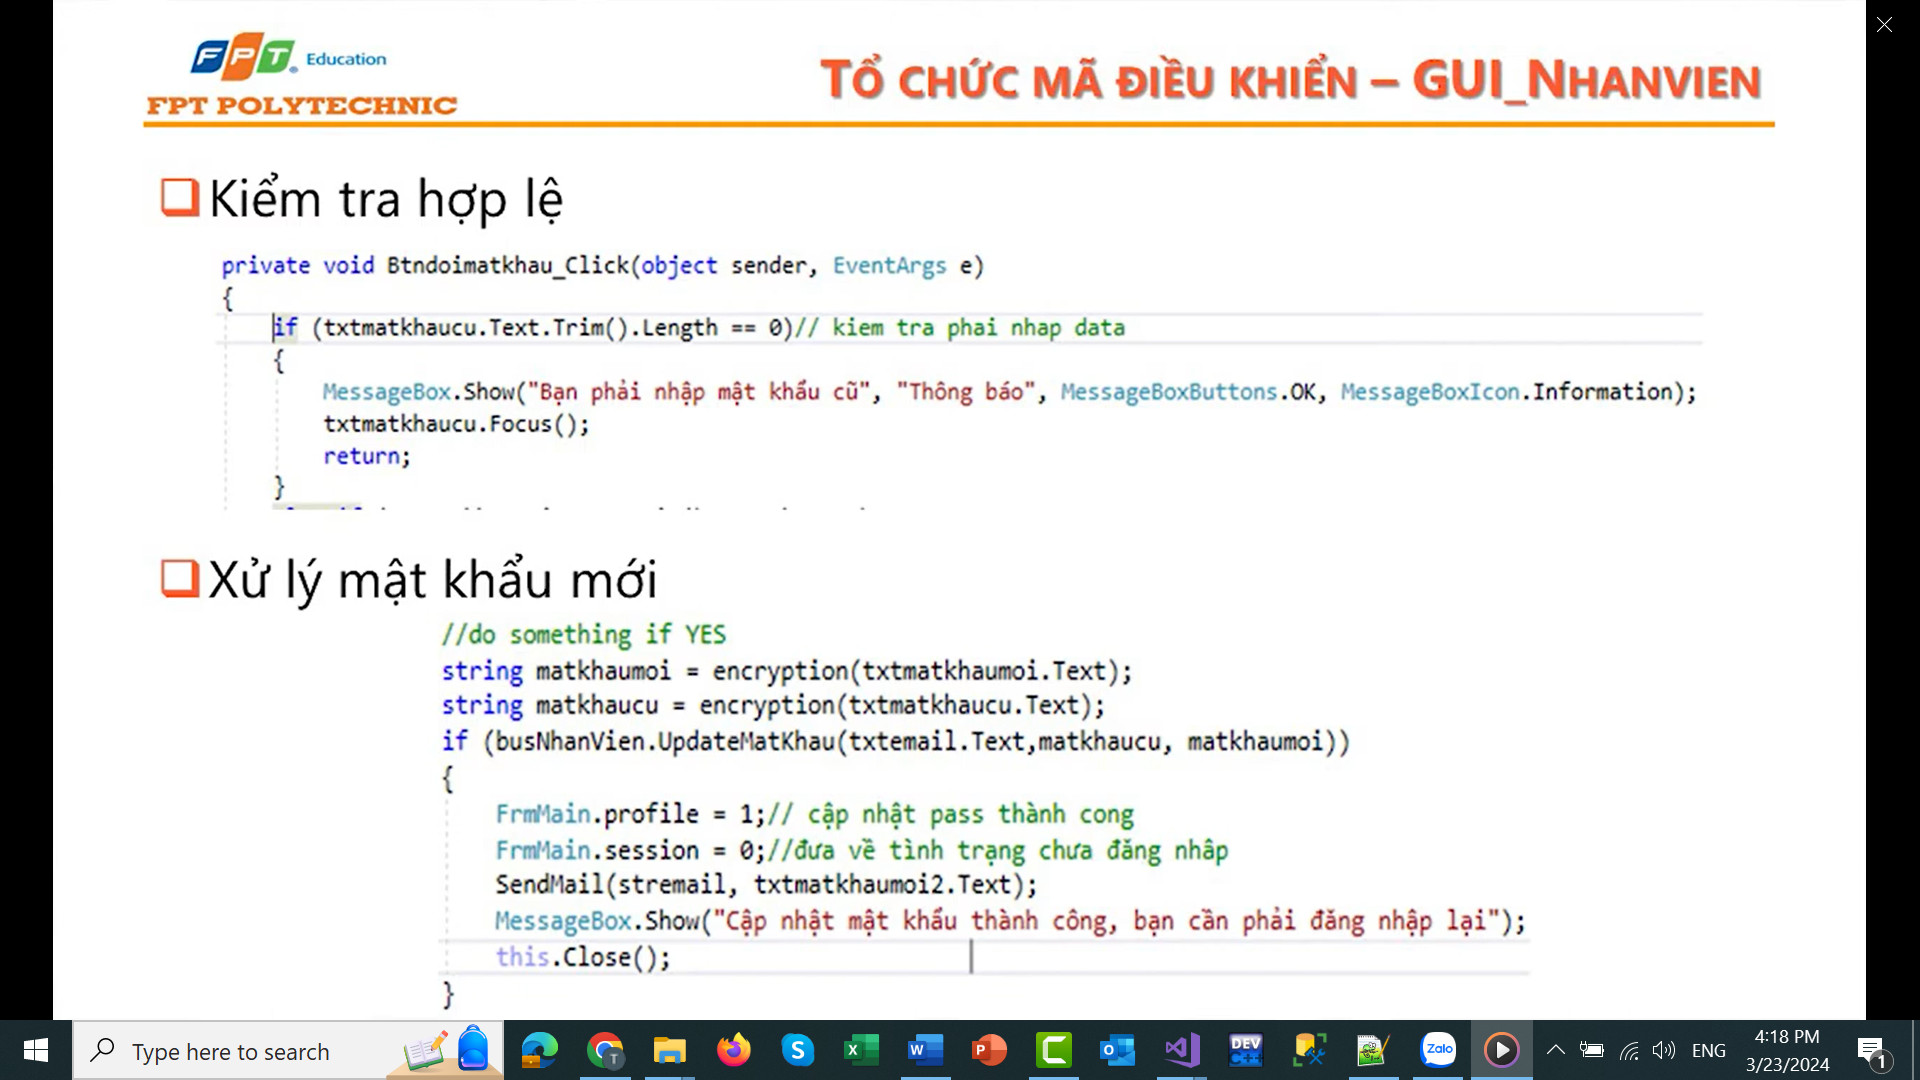 FPT Education
FPT POLYTECHNIC
TỔ CHỨC MÃ ĐIỀU KHIỂN – GUI_NHANVIEN
Kiểm tra hợp lệ
private void Btndoimatkhau_Click(object sender, EventArgs e)
{
if (txtmatkhaucu.Text.Trim().Length == 0)// kiem tra phai nhap data
{
MessageBox.Show("Bạn phải nhập mật khẩu cũ", "Thông báo", MessageBoxButtons.OK, MessageBoxIcon.Information);
txtmatkhaucu.Focus();
return;
}
Xử lý mật khẩu mới
//do something if YES
string matkhaumoi = encryption(txtmatkhaumoi.Text);
string matkhaucu = encryption(txtmatkhaucu.Text);
if (busNhanVien.UpdateMatKhau(txtemail.Text,matkhaucu, matkhaumoi))
{
FrmMain.profile = 1;// cập nhật pass thành cong
FrmMain.session = 0;//đưa về tình trạng chưa đăng nhâp
SendMail(stremail, txtmatkhaumoi2.Text);
MessageBox.Show("Cập nhật mật khẩu thành công, bạn cần phải đăng nhập lại");
this.Close();
}
Type here to search
T
S
X
W
P
C
O
DEV
C++
Zalo
ENG
4:18 PM
3/23/2024
1